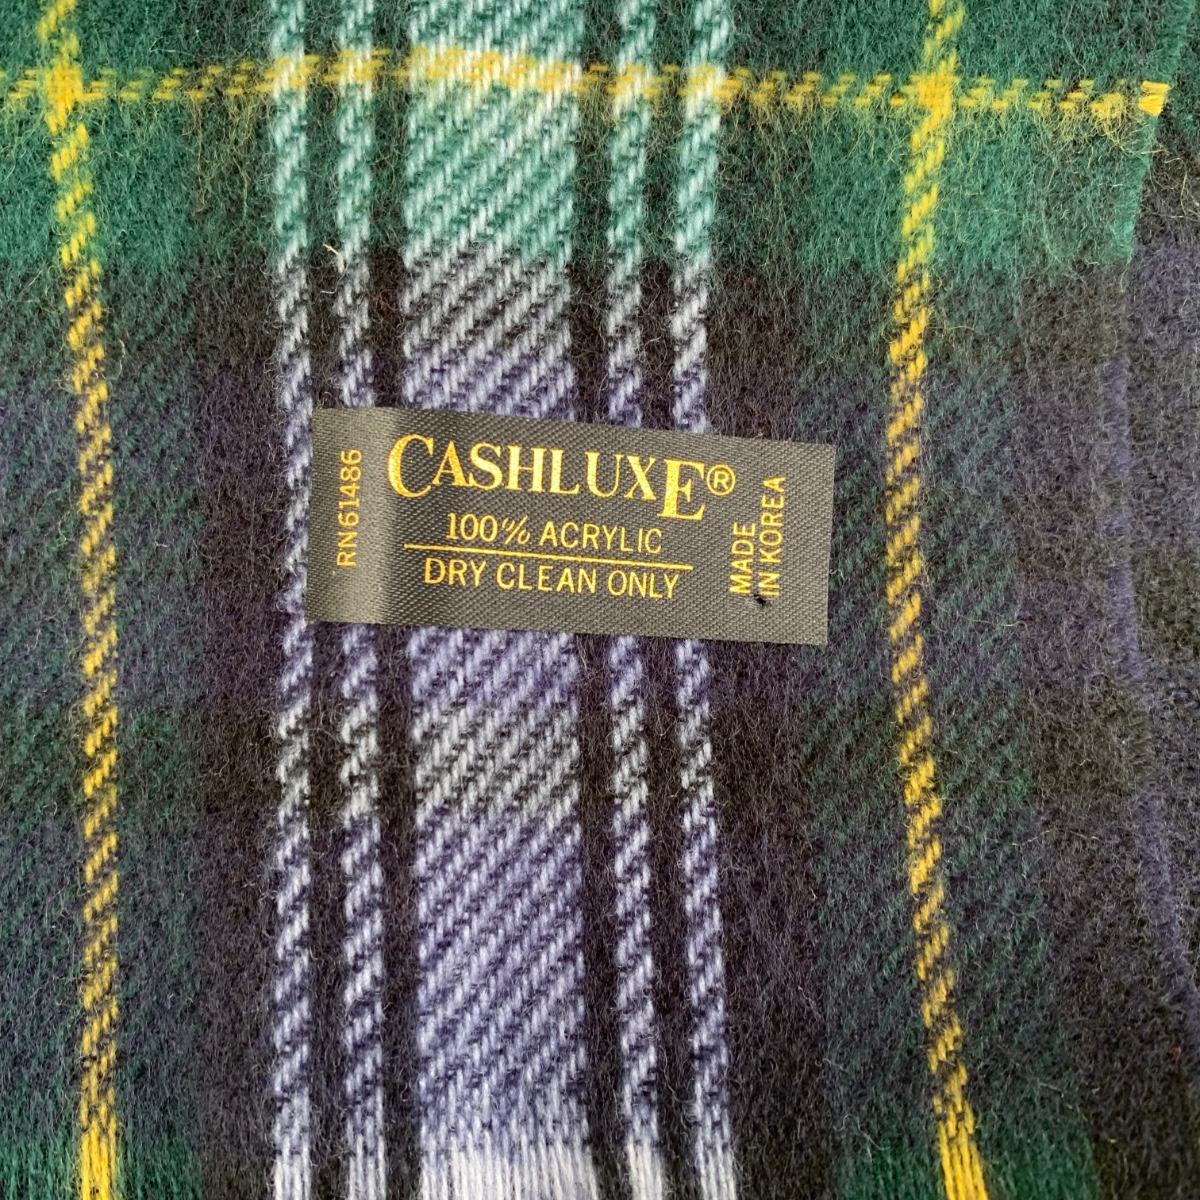 RN61486
CASHLUXE®
100% ACRYLIC
DRY CLEAN ONLY
MADE
IN KOREA